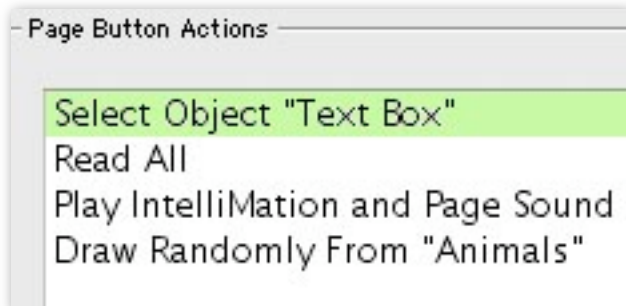 Page Button Actions
Select Object "Text Box"
Read All
Play IntelliMation and Page Sound
Draw Randomly From "Animals"